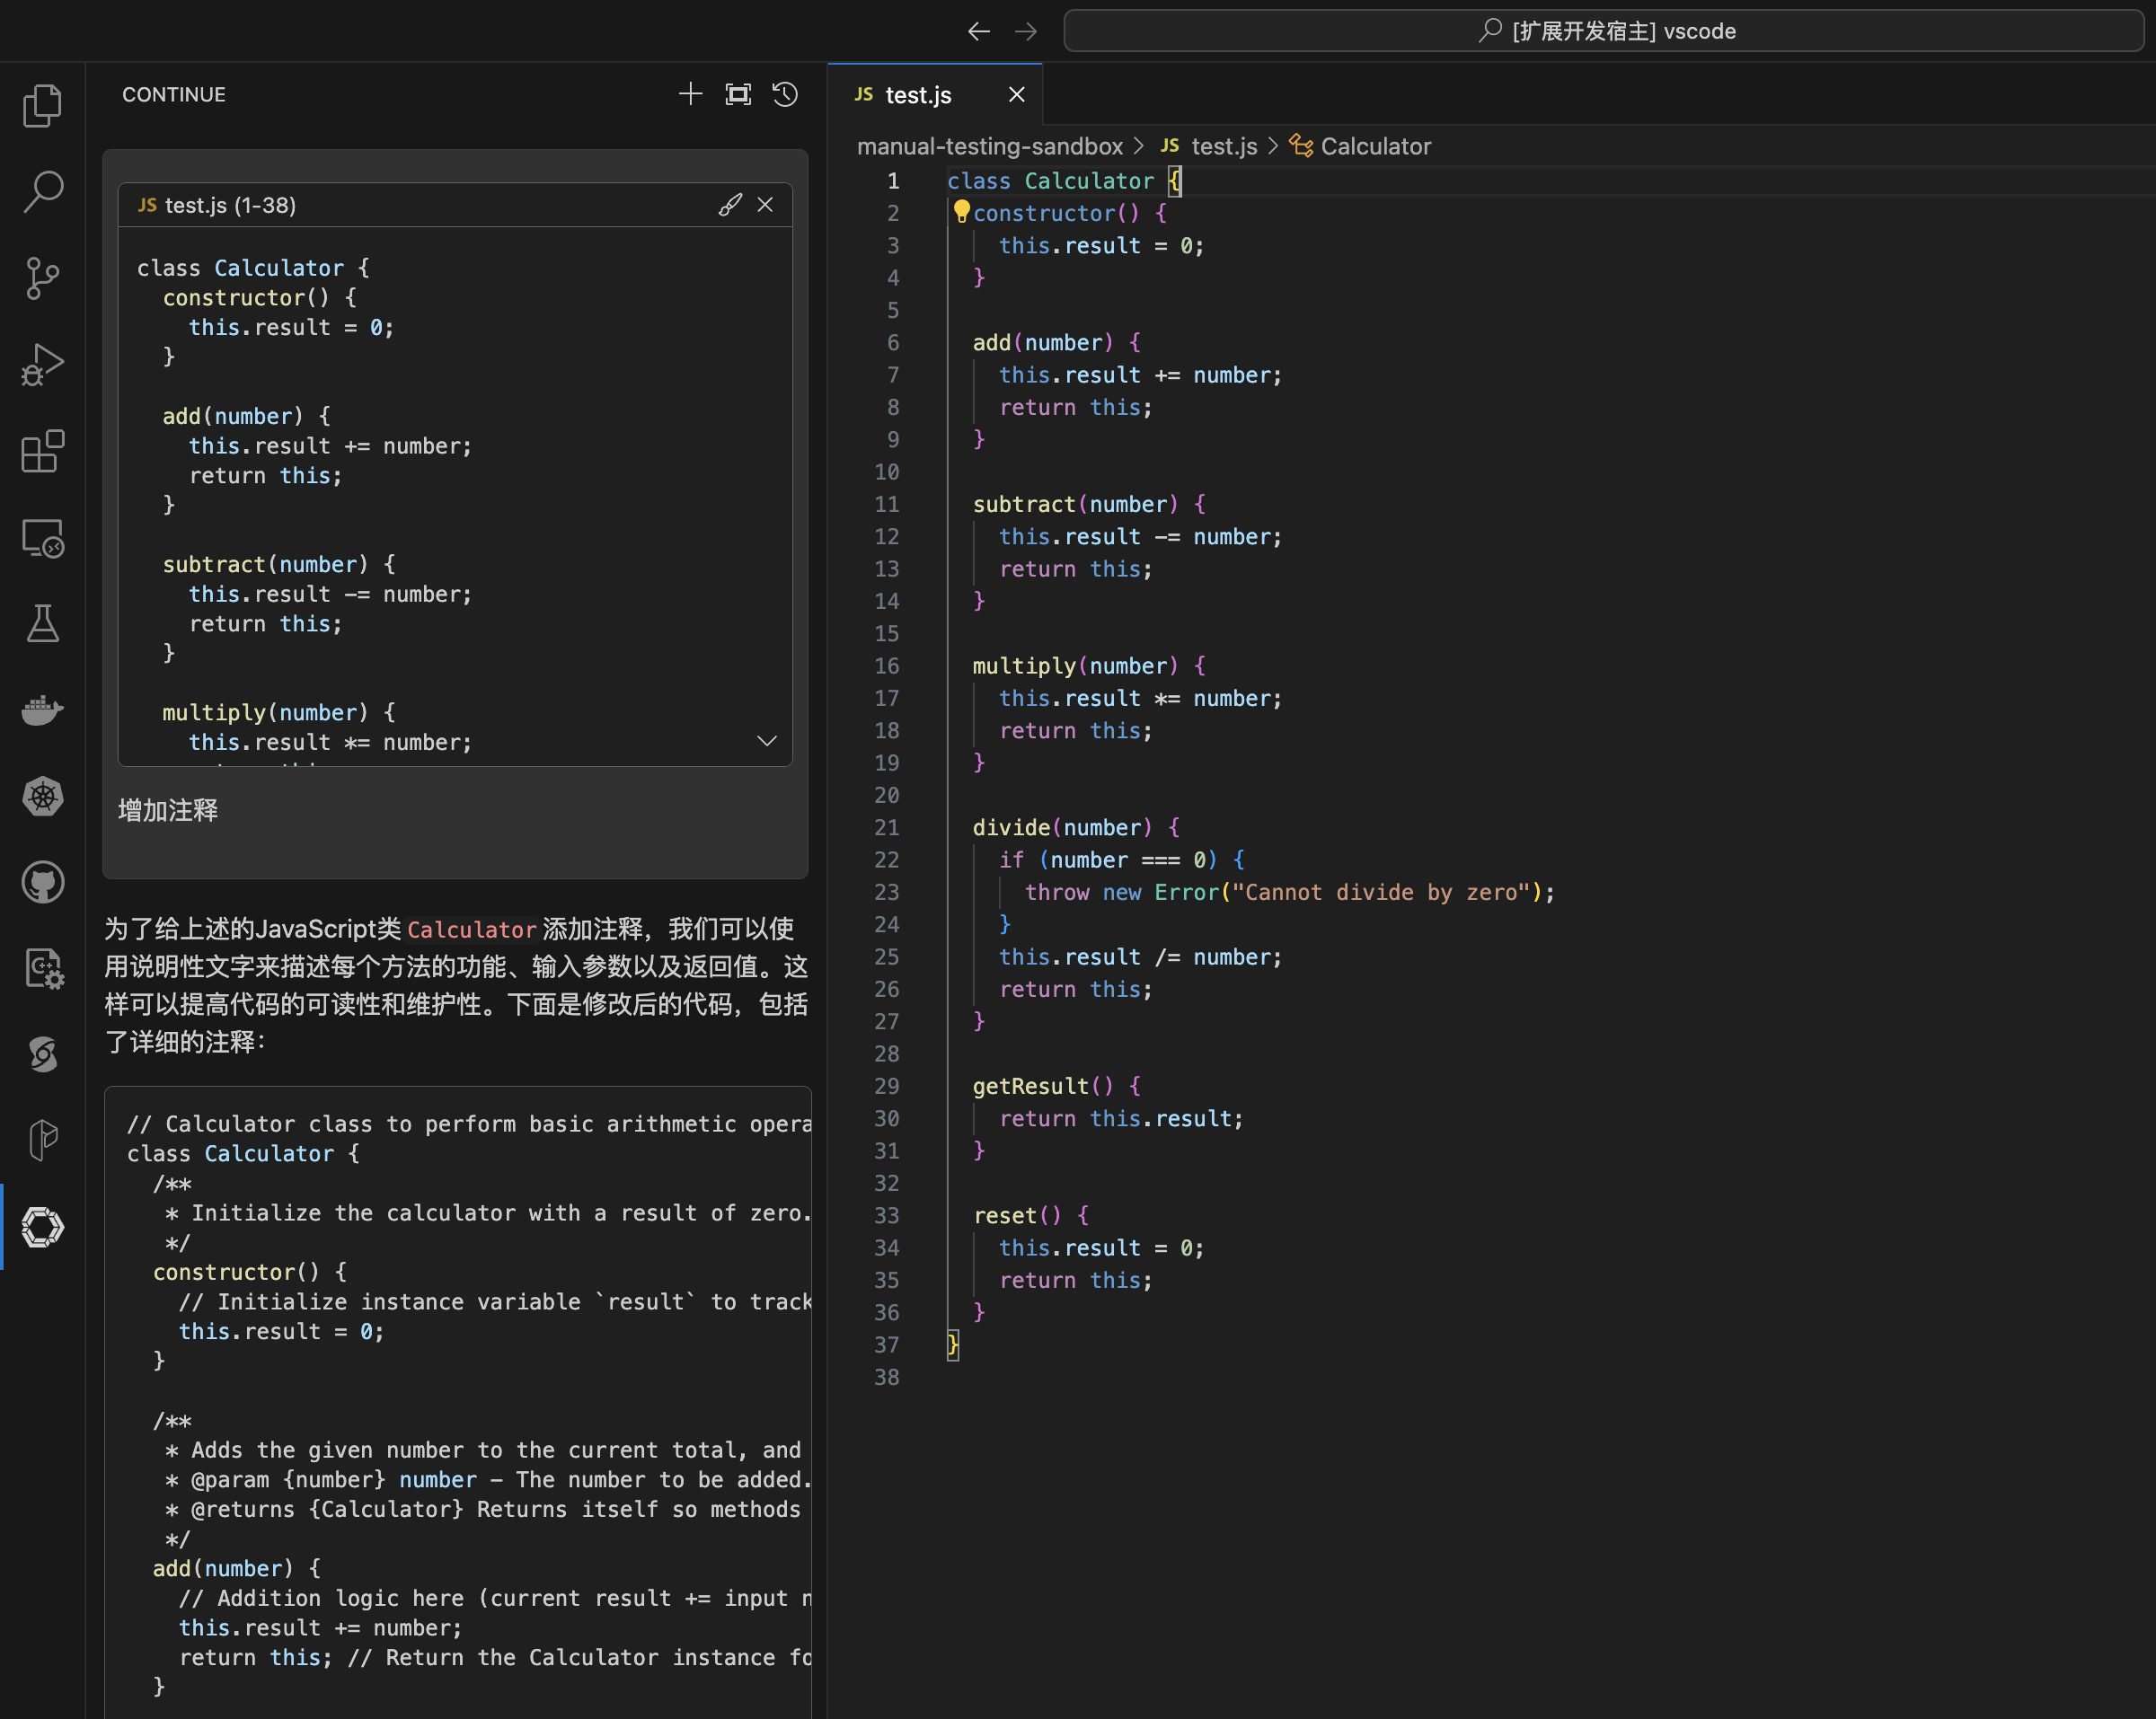 [扩展开发宿主] vscode
CONTINUE
JS test.js (1-38)
class Calculator {
  constructor() {
    this.result = 0;
  }

  add(number) {
    this.result += number;
    return this;
  }

  subtract(number) {
    this.result -= number;
    return this;
  }

  multiply(number) {
    this.result *= number;
增加注释
为了给上述的JavaScript类 Calculator 添加注释，我们可以使
用说明性文字来描述每个方法的功能、输入参数以及返回值。这
样可以提高代码的可读性和维护性。下面是修改后的代码，包括
了详细的注释：
// Calculator class to perform basic arithmetic opera
class Calculator {
  /**
   * Initialize the calculator with a result of zero.
   */
  constructor() {
    // Initialize instance variable `result` to track
    this.result = 0;
  }

  /**
   * Adds the given number to the current total, and
   * @param {number} number - The number to be added.
   * @returns {Calculator} Returns itself so methods
   */
  add(number) {
    // Addition logic here (current result += input n
    this.result += number;
    return this; // Return the Calculator instance fo
  }
JS test.js
manual-testing-sandbox > JS test.js > Calculator
1 class Calculator {
2   constructor() {
3     this.result = 0;
4   }
5
6   add(number) {
7     this.result += number;
8     return this;
9   }
10
11   subtract(number) {
12     this.result -= number;
13     return this;
14   }
15
16   multiply(number) {
17     this.result *= number;
18     return this;
19   }
20
21   divide(number) {
22     if (number === 0) {
23       throw new Error("Cannot divide by zero");
24     }
25     this.result /= number;
26     return this;
27   }
28
29   getResult() {
30     return this.result;
31   }
32
33   reset() {
34     this.result = 0;
35     return this;
36   }
37 }
38